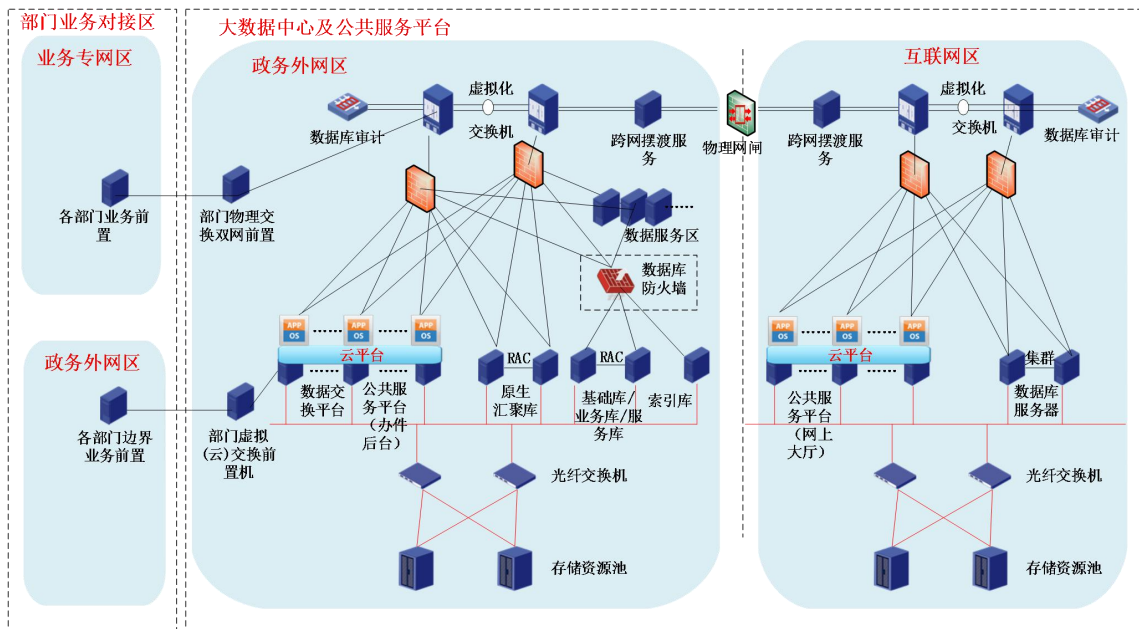 部门业务对接区
大数据中心及公共服务平台
业务专网区
政务外网区
互联网区
虚拟化
交换机
数据库审计
跨网摆渡服
务
物理网闸
跨网摆渡服
务
虚拟化
交换机
数据库审计
各部门业务前
置
部门物理交
换双网前置
数据服务区
数据库
防火墙
APP
OS
APP
OS
APP
OS
云平台
APP
OS
APP
OS
APP
OS
云平台
政务外网区
数据交
换平台
公共服
务平台
（办件
后台）
RAC
原生
汇聚库
RAC
基础库/
业务库/服
务库
索引库
公共服
务平台
（网上
大厅）
集群
数据库
服务器
各部门边界
业务前置
部门虚拟
(云)交换前
置机
光纤交换机
光纤交换机
存储资源池
存储资源池